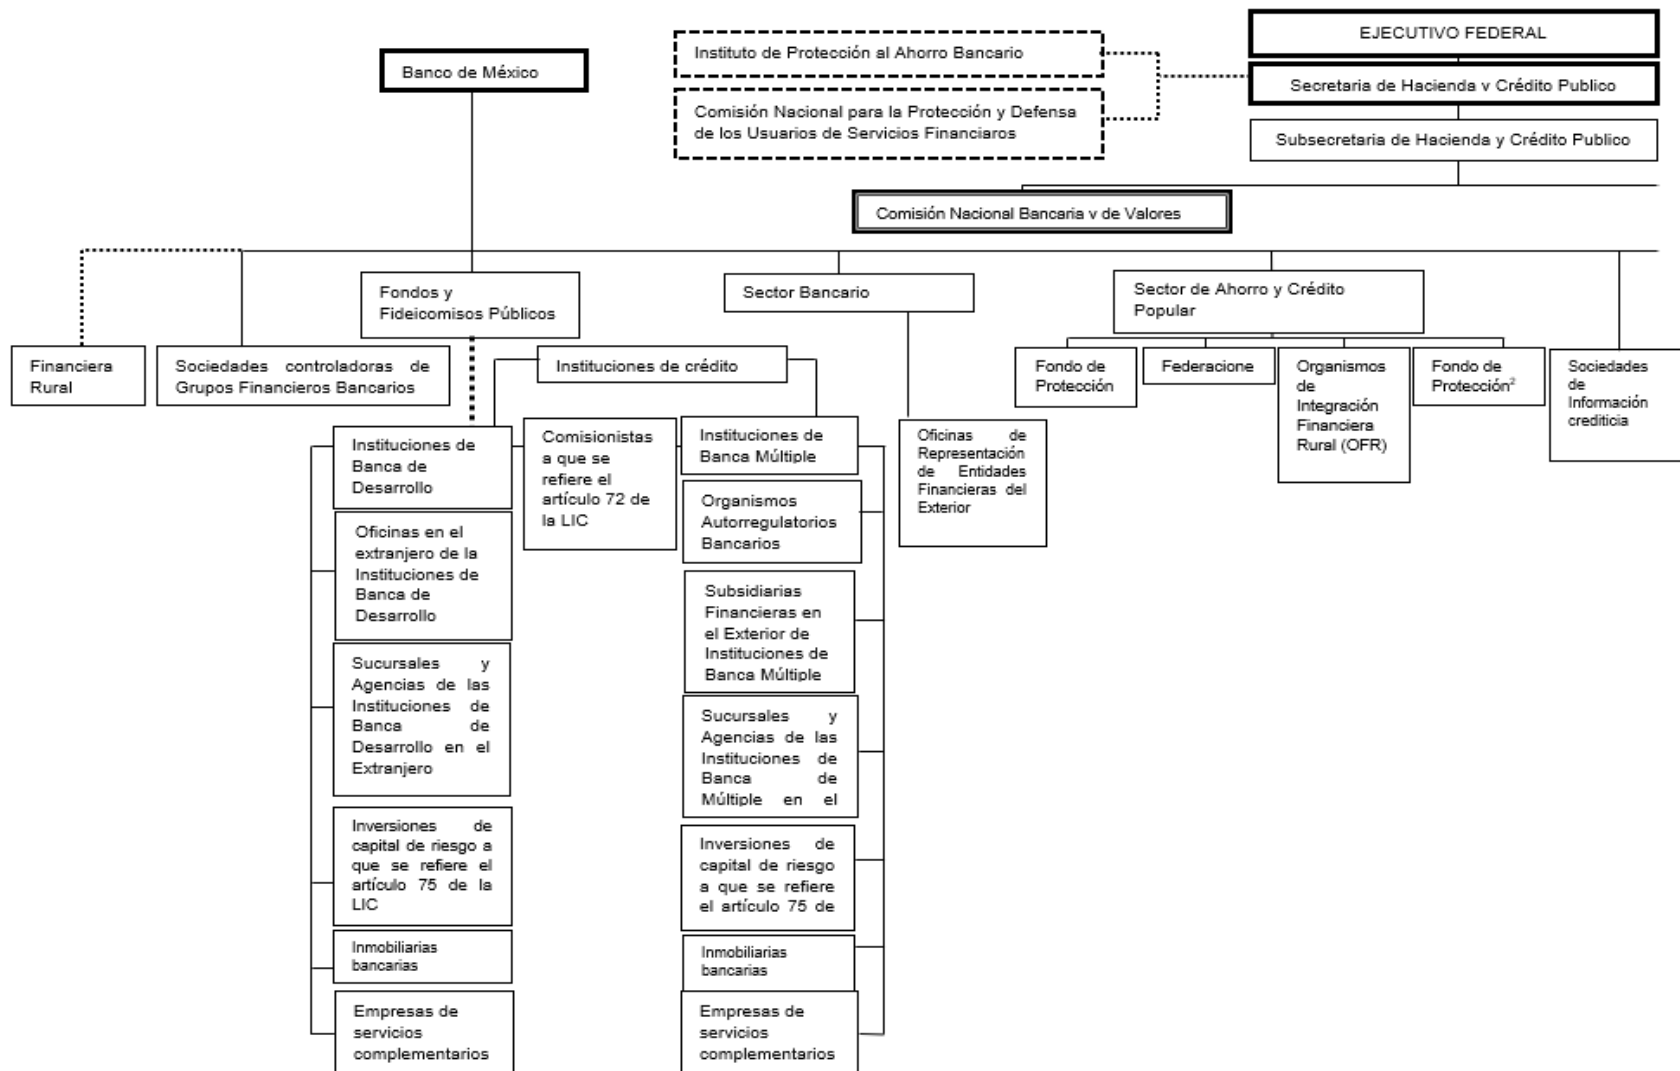 EJECUTIVO FEDERAL
Banco de México
Instituto de Protección al Ahorro Bancario
Secretaria de Hacienda v Crédito Publico
Comisión Nacional para la Protección y Defensa
de los Usuarios de Servicios Financiaros
Subsecretaria de Hacienda y Crédito Publico
Comisión Nacional Bancaria v de Valores
Fondos y
Fideicomisos Públicos
Sector Bancario
Sector de Ahorro y Crédito
Popular
Financiera
Rural
Sociedades controladoras de
Grupos Financieros Bancarios
Instituciones de crédito
Fondo de
Protección
Federacione
Organismos
de
Integración
Financiera
Rural (OFR)
Fondo de
Protección²
Sociedades
de
Información
crediticia
Instituciones de
Banca de
Desarrollo
Comisionistas
a que se
refiere el
artículo 72 de
la LIC
Instituciones de
Banca Múltiple
Oficinas de
Representación
de Entidades
Financieras del
Exterior
Organismos
Autorregulatorios
Bancarios
Oficinas en el
extranjero de la
Instituciones de
Banca de
Desarrollo
Subsidiarias
Financieras en
el Exterior de
Instituciones de
Banca Múltiple
Sucursales y
Agencias de las
Instituciones de
Banca de
Desarrollo en el
Extranjero
Sucursales y
Agencias de las
Instituciones de
Banca de
Múltiple en el
Inversiones de
capital de riesgo a
que se refiere el
artículo 75 de la
LIC
Inversiones de
capital de riesgo
a que se refiere
el artículo 75 de
Inmobiliarias
bancarias
Inmobiliarias
bancarias
Empresas de
servicios
complementarios
Empresas de
servicios
complementarios